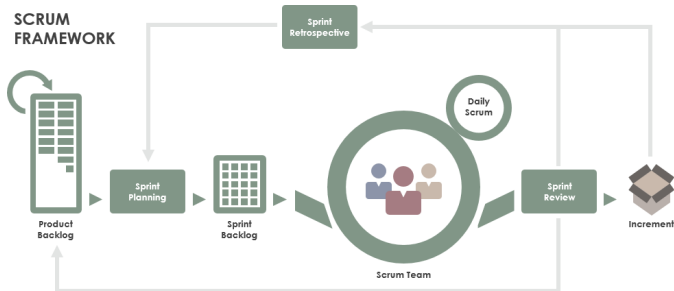 SCRUM
FRAMEWORK
Sprint
Retrospective
Daily
Scrum
Sprint
Planning
Sprint
Review
Product
Backlog
Sprint
Backlog
Increment
Scrum Team